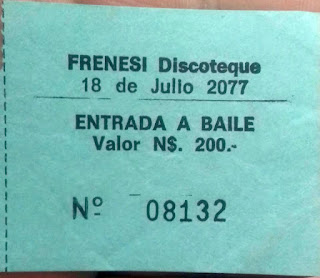 FRENESI Discoteque
18 de Julio 2077
ENTRADA A BAILE
Valor N$. 200.-
Nº 08132